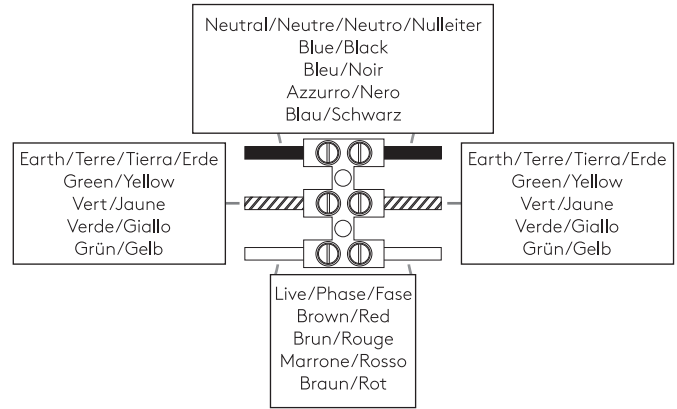 Neutral/Neutre/Neutro/Nulleiter
Blue/Black
Bleu/Noir
Azzurro/Nero
Blau/Schwarz
Earth/Terre/Tierra/Erde
Green/Yellow
Vert/Jaune
Verde/Giallo
Grün/Gelb
Earth/Terre/Tierra/Erde
Green/Yellow
Vert/Jaune
Verde/Giallo
Grün/Gelb
Live/Phase/Fase
Brown/Red
Brun/Rouge
Marrone/Rosso
Braun/Rot